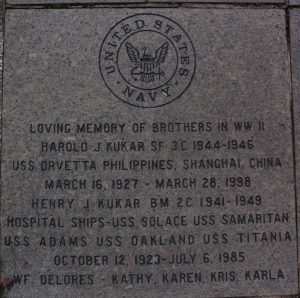 UNITED STATES
NAVY
LOVING MEMORY OF BROTHERS IN WW II
HAROLD J. KUKAR SF 3C 1944-1946
USS ORVETTA PHILIPPINES, SHANGHAI, CHINA
MARCH 16, 1927 - MARCH 28, 1998
HENRY J KUKAR BM 2C 1941-1949
HOSPITAL SHIPS-USS SOLACE USS SAMARITAN
USS ADAMS USS OAKLAND USS TITANIA
OCTOBER 12, 1923-JULY 6, 1985
WF. DELORES - KATHY, KAREN, KRIS, KARLA